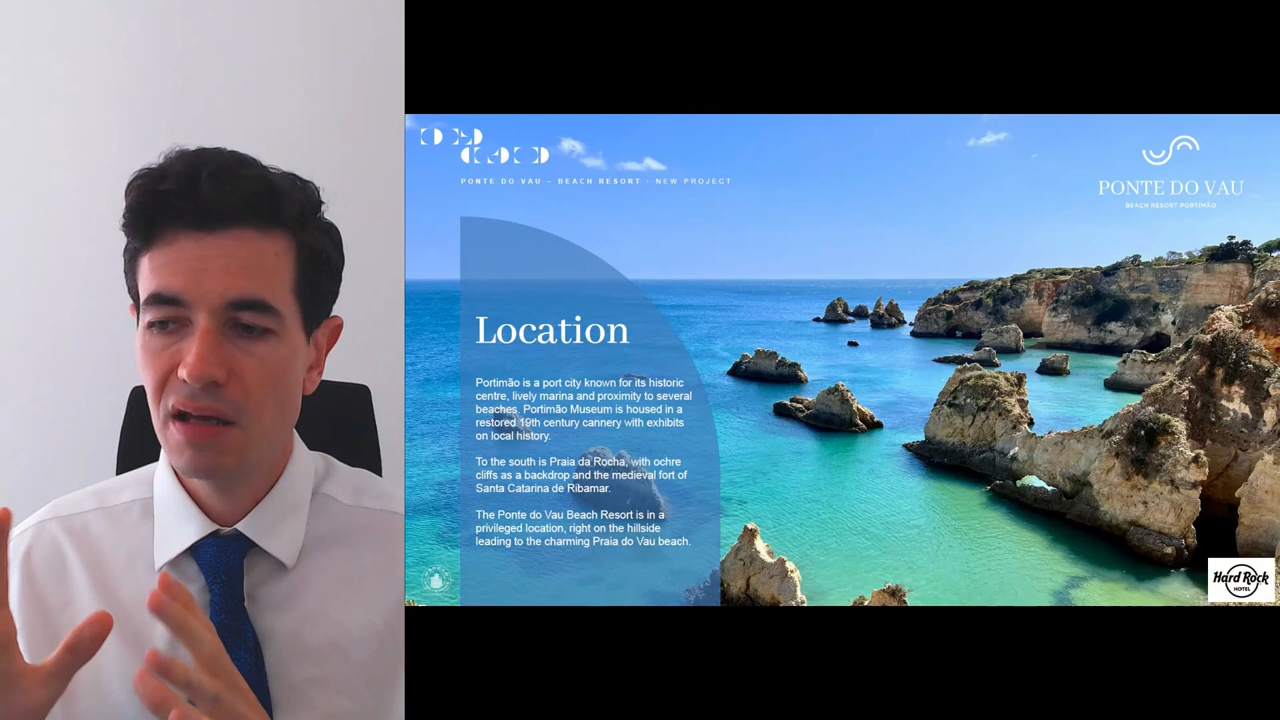 PONTE DO VAU – BEACH RESORT · NEW PROJECT
PONTE DO VAU
BEACH RESORT PORTIMÃO
Location
Portimão is a port city known for its historic
centre, lively marina and proximity to several
beaches. Portimão Museum is housed in a
restored 19th century cannery with exhibits
on local history.
To the south is Praia da Rocha, with ochre
cliffs as a backdrop and the medieval fort of
Santa Catarina de Ribamar.
The Ponte do Vau Beach Resort is in a
privileged location, right on the hillside
leading to the charming Praia do Vau beach.
Hard Rock
HOTEL